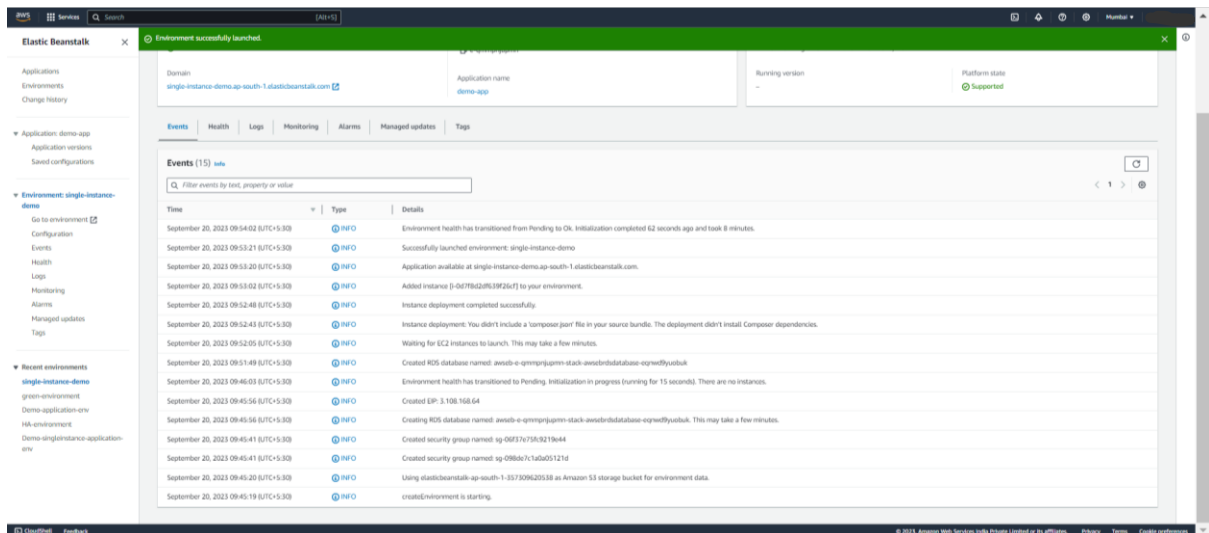 aws Services Search [Alt+S] Mumbai
Elastic Beanstalk
Environment successfully launched.
Applications
Environments
Change history
Application: demo-app
Application versions
Saved configurations
Environment: single-instance-
demo
Go to environment
Configuration
Events
Health
Logs
Monitoring
Alarms
Managed updates
Tags
Recent environments
single-instance-demo
green-environment
Demo-application-env
HA-environment
Demo-singleinstance-application-
env
Domain
single-instance-demo.ap-south-1.elasticbeanstalk.com
Application name
demo-app
Running version
–
Platform state
Supported
Events Health Logs Monitoring Alarms Managed updates Tags
Events (15) Info
Filter events by text, property or value
1
Time Type Details
September 20, 2023 09:54:02 (UTC+5:30) INFO Environment health has transitioned from Pending to Ok. Initialization completed 62 seconds ago and took 8 minutes.
September 20, 2023 09:53:21 (UTC+5:30) INFO Successfully launched environment: single-instance-demo
September 20, 2023 09:53:20 (UTC+5:30) INFO Application available at single-instance-demo.ap-south-1.elasticbeanstalk.com.
September 20, 2023 09:53:02 (UTC+5:30) INFO Added instance [i-0d7f8d2df639f26cf] to your environment.
September 20, 2023 09:52:48 (UTC+5:30) INFO Instance deployment completed successfully.
September 20, 2023 09:52:43 (UTC+5:30) INFO Instance deployment: You didn't include a 'composer.json' file in your source bundle. The deployment didn't install Composer dependencies.
September 20, 2023 09:52:05 (UTC+5:30) INFO Waiting for EC2 instances to launch. This may take a few minutes.
September 20, 2023 09:51:49 (UTC+5:30) INFO Created RDS database named: awseb-e-qmmpnjupmn-stack-awsebrdsdatabase-eqnwd9yuobuk
September 20, 2023 09:46:03 (UTC+5:30) INFO Environment health has transitioned to Pending. Initialization in progress (running for 15 seconds). There are no instances.
September 20, 2023 09:45:56 (UTC+5:30) INFO Created EIP: 3.108.168.64
September 20, 2023 09:45:56 (UTC+5:30) INFO Creating RDS database named: awseb-e-qmmpnjupmn-stack-awsebrdsdatabase-eqnwd9yuobuk. This may take a few minutes.
September 20, 2023 09:45:41 (UTC+5:30) INFO Created security group named: sg-06f37e75fc9219e44
September 20, 2023 09:45:41 (UTC+5:30) INFO Created security group named: sg-098de7c1a0a05121d
September 20, 2023 09:45:20 (UTC+5:30) INFO Using elasticbeanstalk-ap-south-1-357309620538 as Amazon S3 storage bucket for environment data.
September 20, 2023 09:45:19 (UTC+5:30) INFO createEnvironment is starting.
CloudShell Feedback © 2023, Amazon Web Services India Private Limited or its affiliates. Privacy Terms Cookie preferences